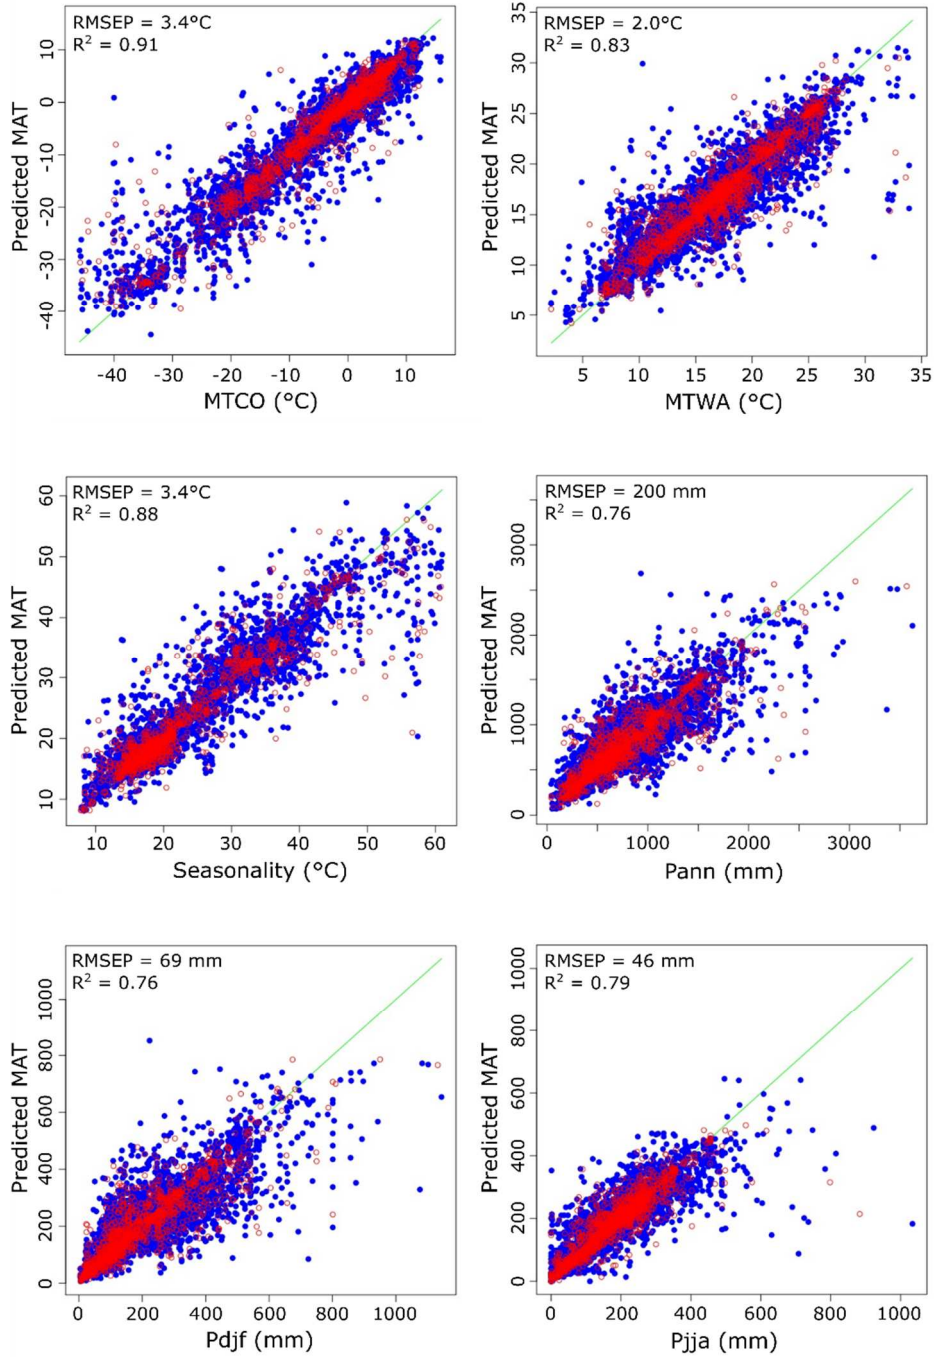 RMSEP = 3.4°C
R² = 0.91
Predicted MAT
10
0
-10
-20
-30
-40
-40 -30 -20 -10 0 10
MTCO (°C)
RMSEP = 2.0°C
R² = 0.83
Predicted MAT
35
30
25
20
15
10
5
5 10 15 20 25 30 35
MTWA (°C)
RMSEP = 3.4°C
R² = 0.88
Predicted MAT
60
50
40
30
20
10
10 20 30 40 50 60
Seasonality (°C)
RMSEP = 200 mm
R² = 0.76
Predicted MAT
3000
2000
1000
0
0 1000 2000 3000
Pann (mm)
RMSEP = 69 mm
R² = 0.76
Predicted MAT
1000
800
600
400
200
0
0 200 400 600 800 1000
Pdjf (mm)
RMSEP = 46 mm
R² = 0.79
Predicted MAT
1000
800
600
400
200
0
0 200 400 600 800 1000
Pjja (mm)